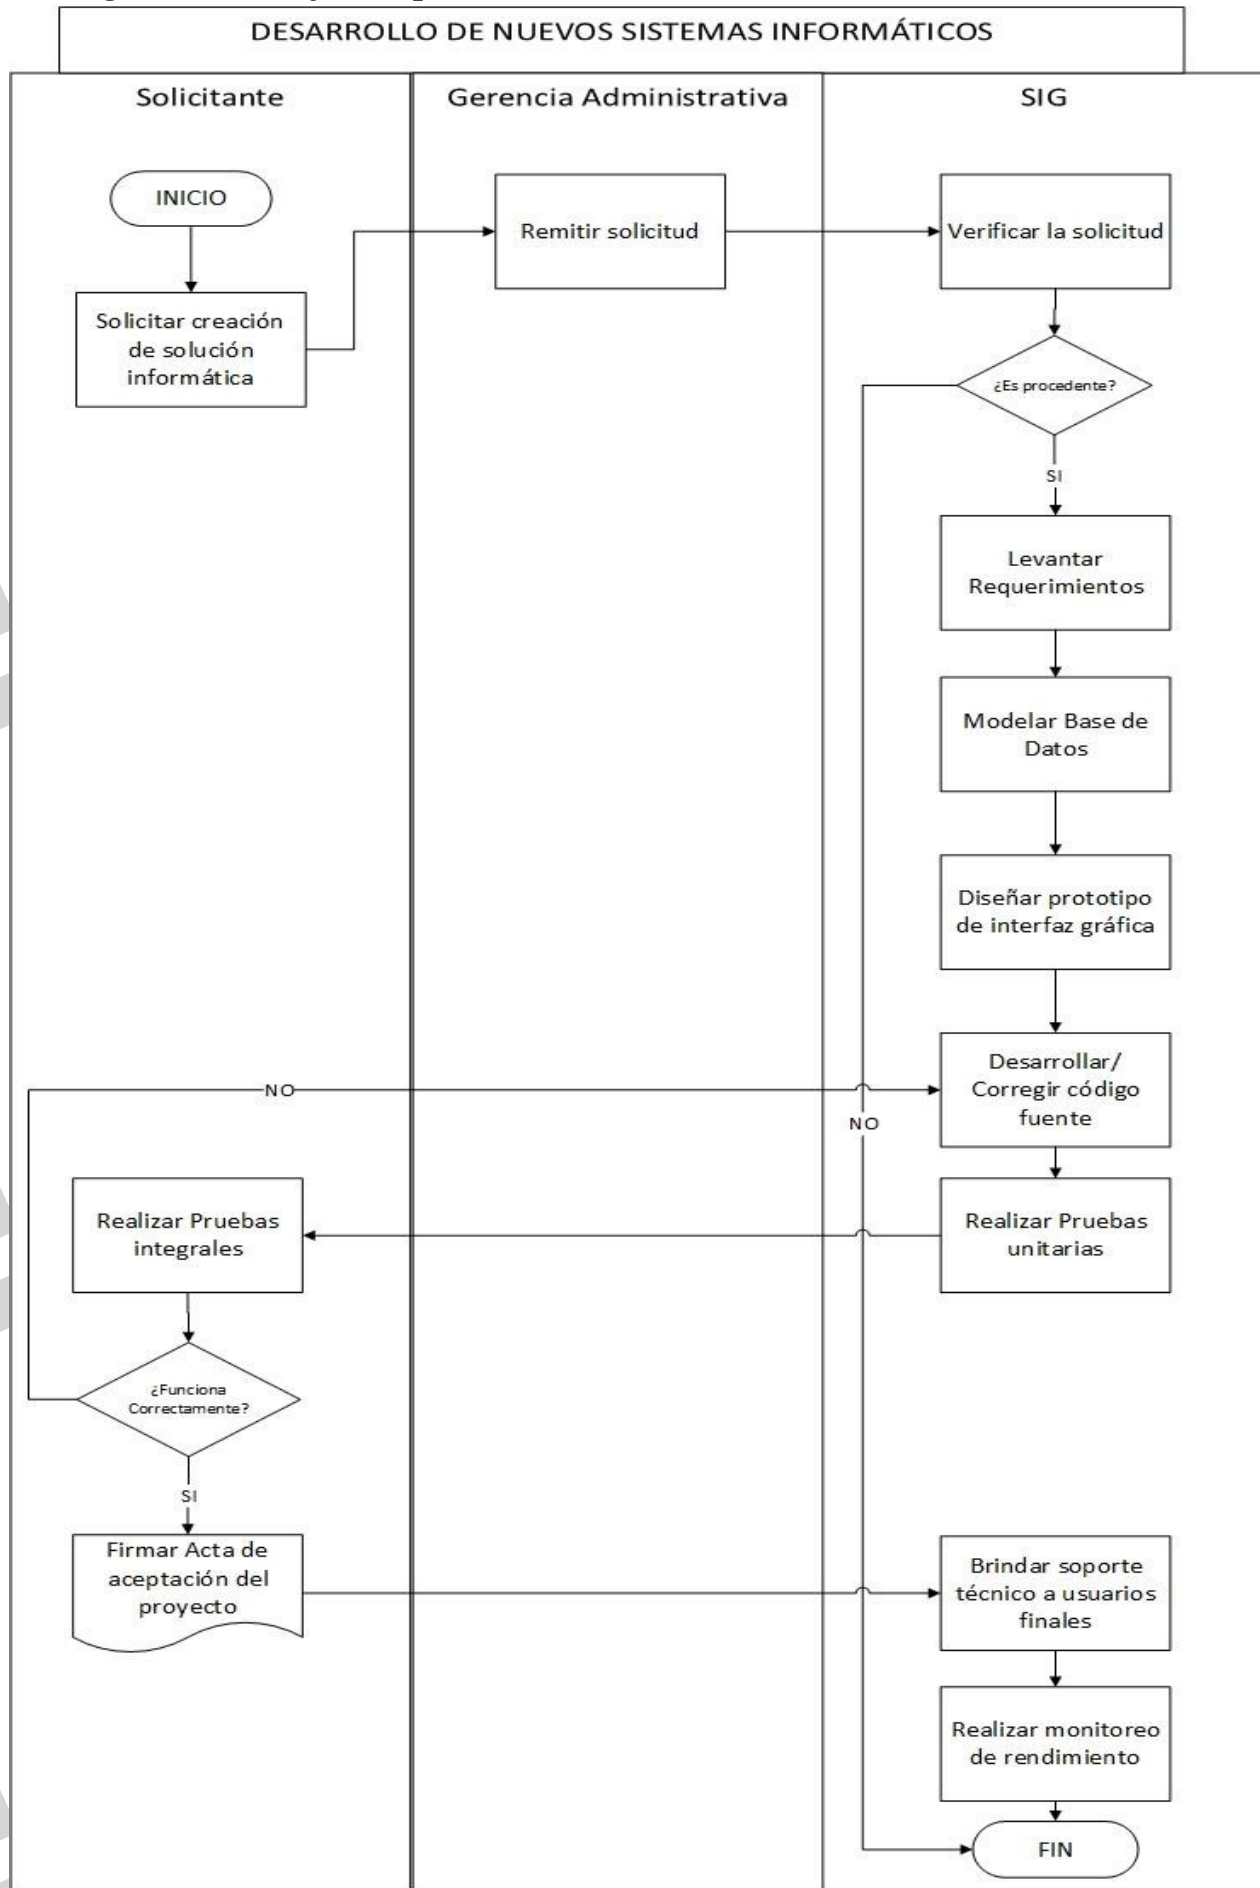 DESARROLLO DE NUEVOS SISTEMAS INFORMÁTICOS
Solicitante
Gerencia Administrativa
SIG
INICIO
Solicitar creación
de solución
informática
Remitir solicitud
Verificar la solicitud
¿Es procedente?
SI
Levantar
Requerimientos
Modelar Base de
Datos
Diseñar prototipo
de interfaz gráfica
Desarrollar/
Corregir código
fuente
NO
NO
Realizar Pruebas
unitarias
Realizar Pruebas
integrales
¿Funciona
Correctamente?
SI
Firmar Acta de
aceptación del
proyecto
Brindar soporte
técnico a usuarios
finales
Realizar monitoreo
de rendimiento
FIN